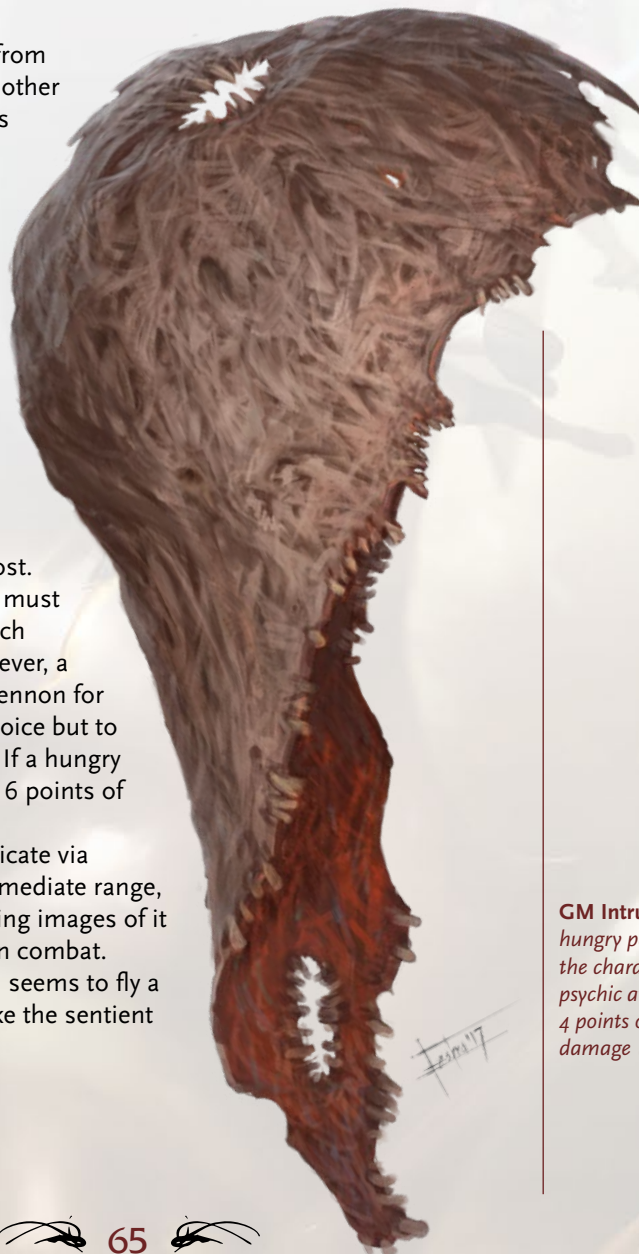 from
other
s
ost.
must
ch
ever, a
ennon for
oice but to
If a hungry
6 points of
icate via
mmediate range,
ing images of it
n combat.
seems to fly a
ke the sentient
GM Intru
hungry p
the chara
psychic a
4 points o
damage
65